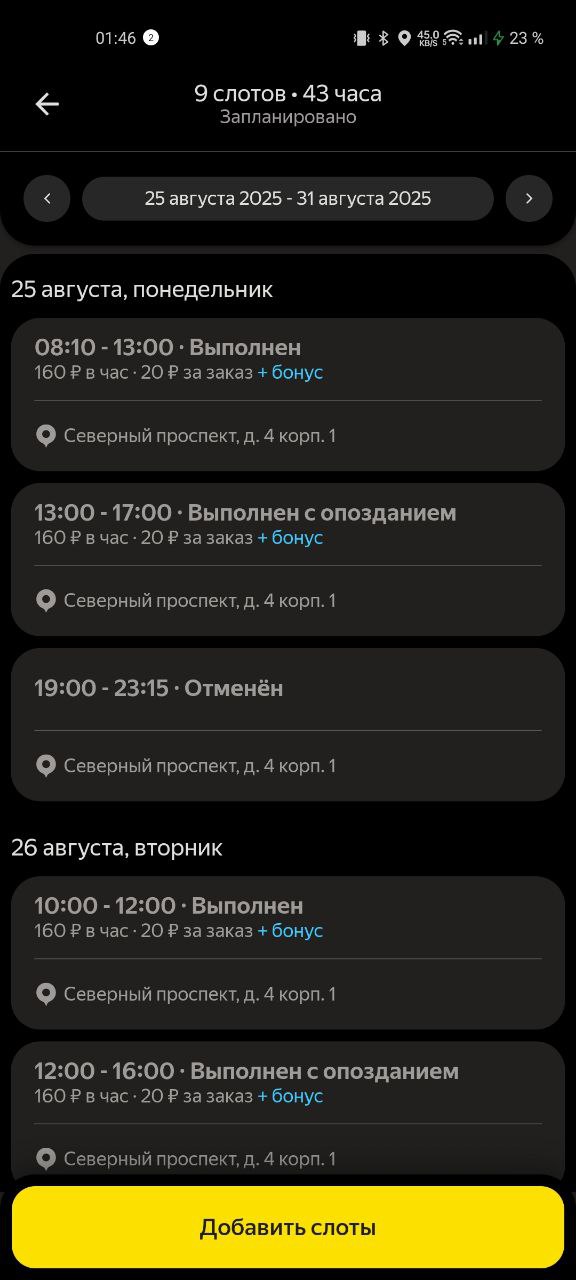 01:46 2 45.0 KB/S 5 23 %
9 слотов • 43 часа
Запланировано
25 августа 2025 - 31 августа 2025
25 августа, понедельник
08:10 - 13:00 · Выполнен
160 ₽ в час · 20 ₽ за заказ + бонус
Северный проспект, д. 4 корп. 1
13:00 - 17:00 · Выполнен с опозданием
160 ₽ в час · 20 ₽ за заказ + бонус
Северный проспект, д. 4 корп. 1
19:00 - 23:15 · Отменён
Северный проспект, д. 4 корп. 1
26 августа, вторник
10:00 - 12:00 · Выполнен
160 ₽ в час · 20 ₽ за заказ + бонус
Северный проспект, д. 4 корп. 1
12:00 - 16:00 · Выполнен с опозданием
160 ₽ в час · 20 ₽ за заказ + бонус
Северный проспект, д. 4 корп. 1
Добавить слоты